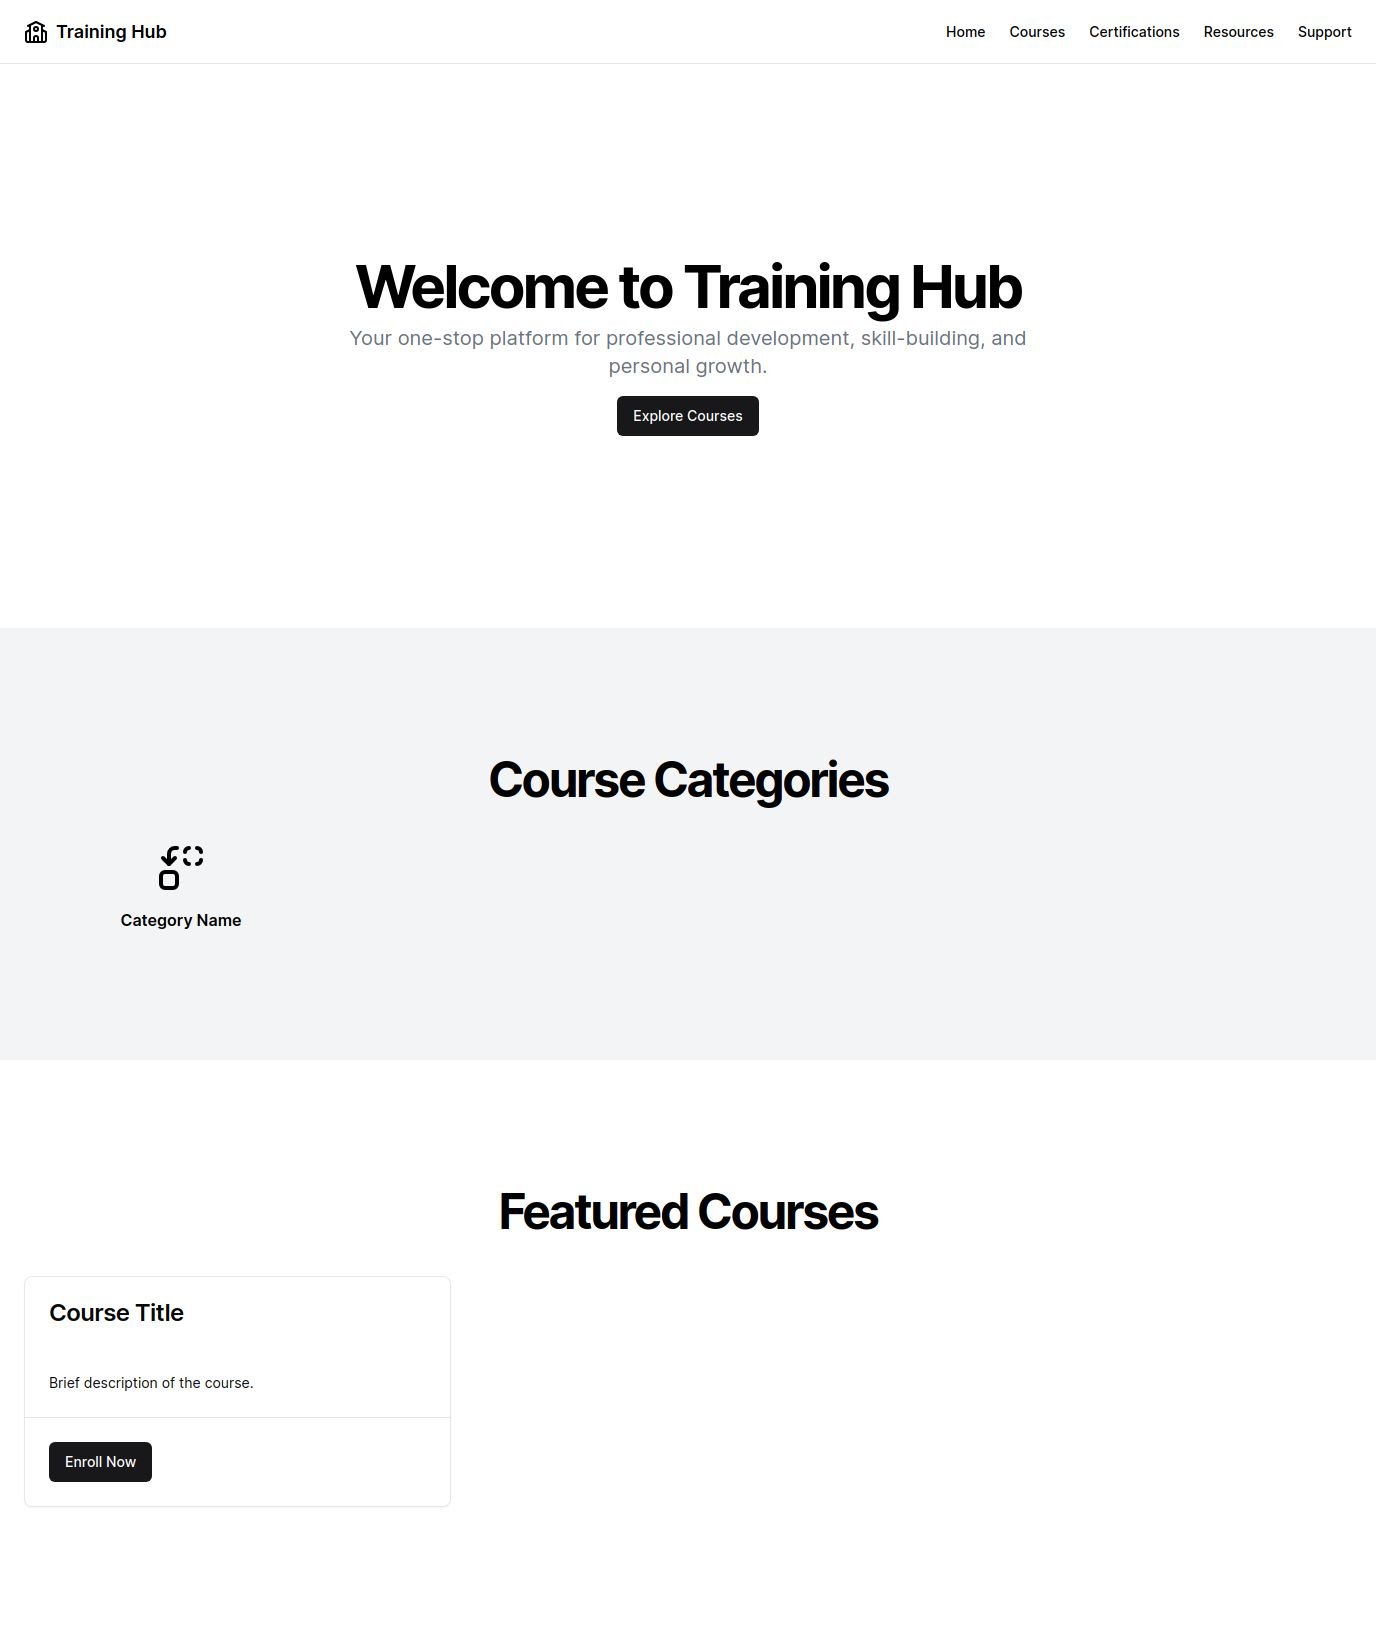 Training Hub
Home Courses Certifications Resources Support
Welcome to Training Hub
Your one-stop platform for professional development, skill-building, and
personal growth.
Explore Courses
Course Categories
Category Name
Featured Courses
Course Title
Brief description of the course.
Enroll Now